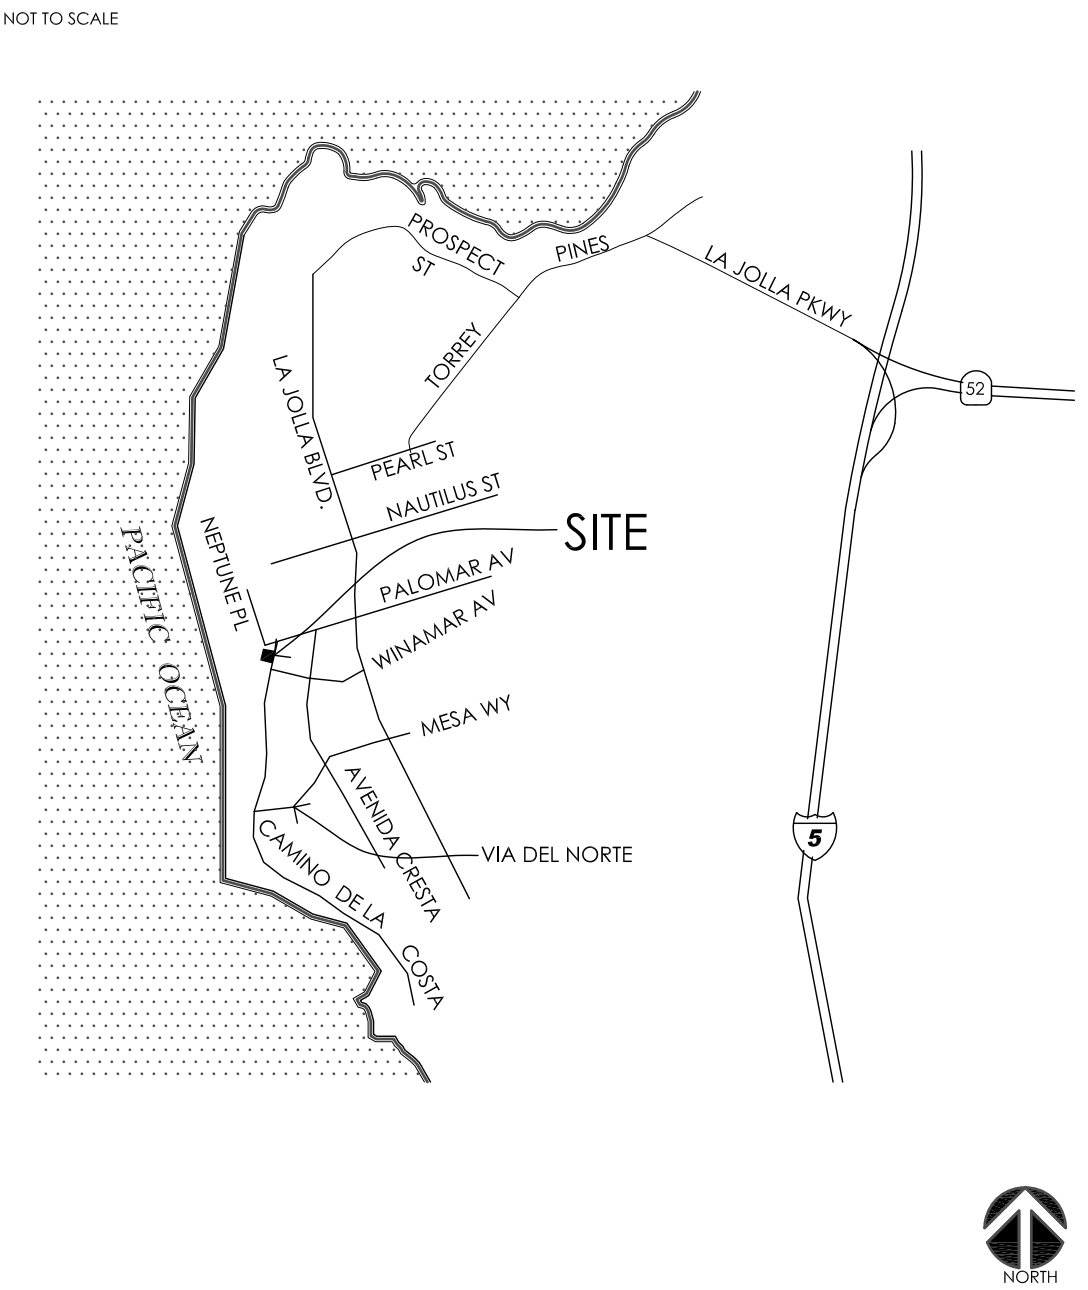 NOT TO SCALE
PROSPECT
ST
PINES
LA JOLLA PKWY
TORREY
52
LA JOLLA BLVD.
PEARL ST
NAUTILUS ST
SITE
NEPTUNE PL
PALOMAR AV
WINAMAR AV
PACIFIC OCEAN
MESA WY
AVENIDA CRESTA
5
VIA DEL NORTE
CAMINO DE LA COSTA
NORTH